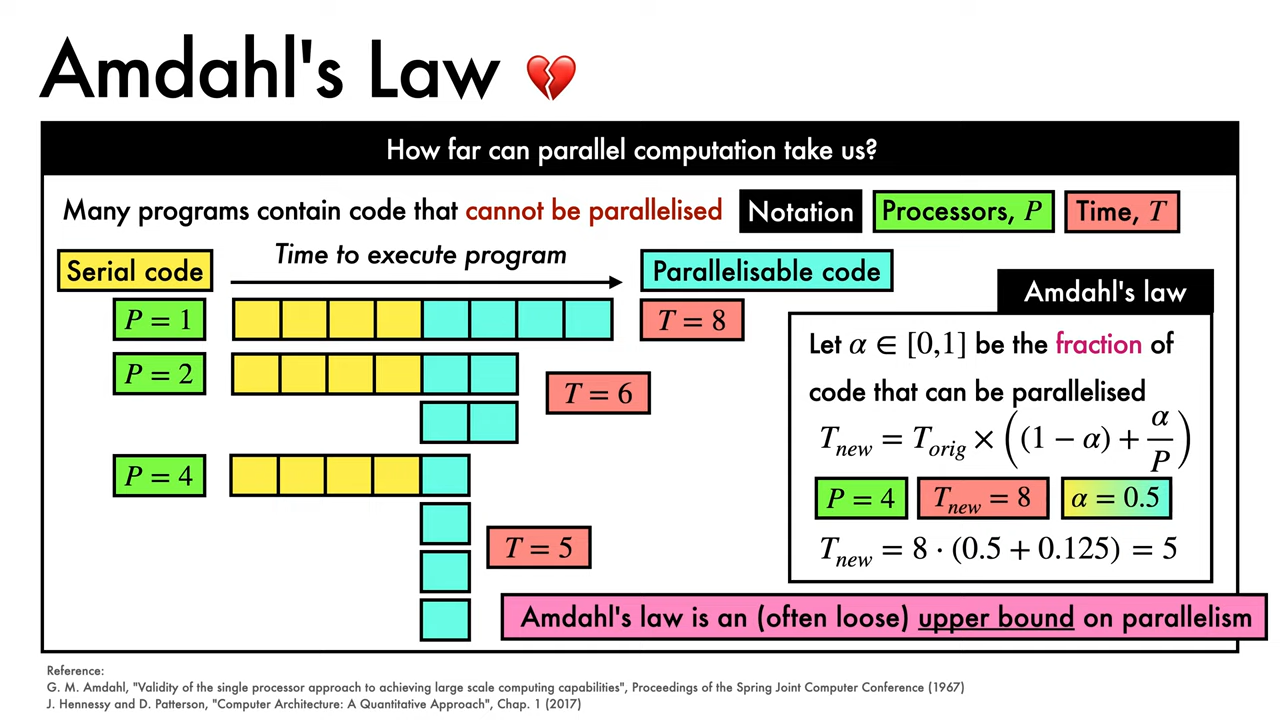 Amdahl's Law 💔
How far can parallel computation take us?
Many programs contain code that cannot be parallelised
Notation
Processors, P
Time, T
Serial code
Time to execute program
Parallelisable code
P = 1
T = 8
P = 2
T = 6
P = 4
T = 5
Amdahl's law
Let α ∈ [0,1] be the fraction of
code that can be parallelised
T_new = T_orig × ((1 − α) + α/P)
P = 4
T_new = 8
α = 0.5
T_new = 8 · (0.5 + 0.125) = 5
Amdahl's law is an (often loose) upper bound on parallelism
Reference:
G. M. Amdahl, "Validity of the single processor approach to achieving large scale computing capabilities", Proceedings of the Spring Joint Computer Conference (1967)
J. Hennessy and D. Patterson, "Computer Architecture: A Quantitative Approach", Chap. 1 (2017)